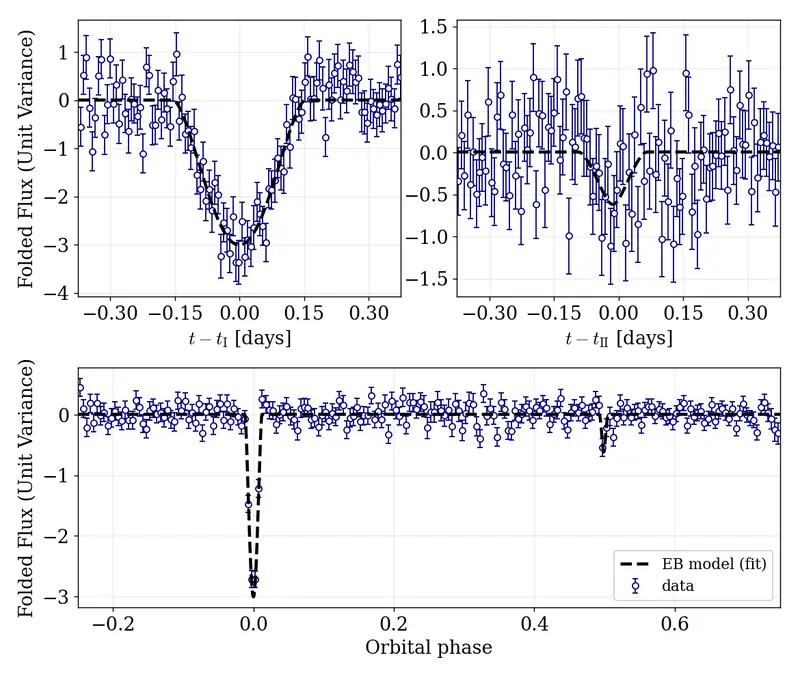 Folded Flux (Unit Variance)
1
0
−1
−2
−3
−4
−0.30 −0.15 0.00 0.15 0.30
t − t_I [days]
1.5
1.0
0.5
0.0
−0.5
−1.0
−1.5
−0.30 −0.15 0.00 0.15 0.30
t − t_II [days]
Folded Flux (Unit Variance)
0
−1
−2
−3
−0.2 0.0 0.2 0.4 0.6
Orbital phase
EB model (fit)
data